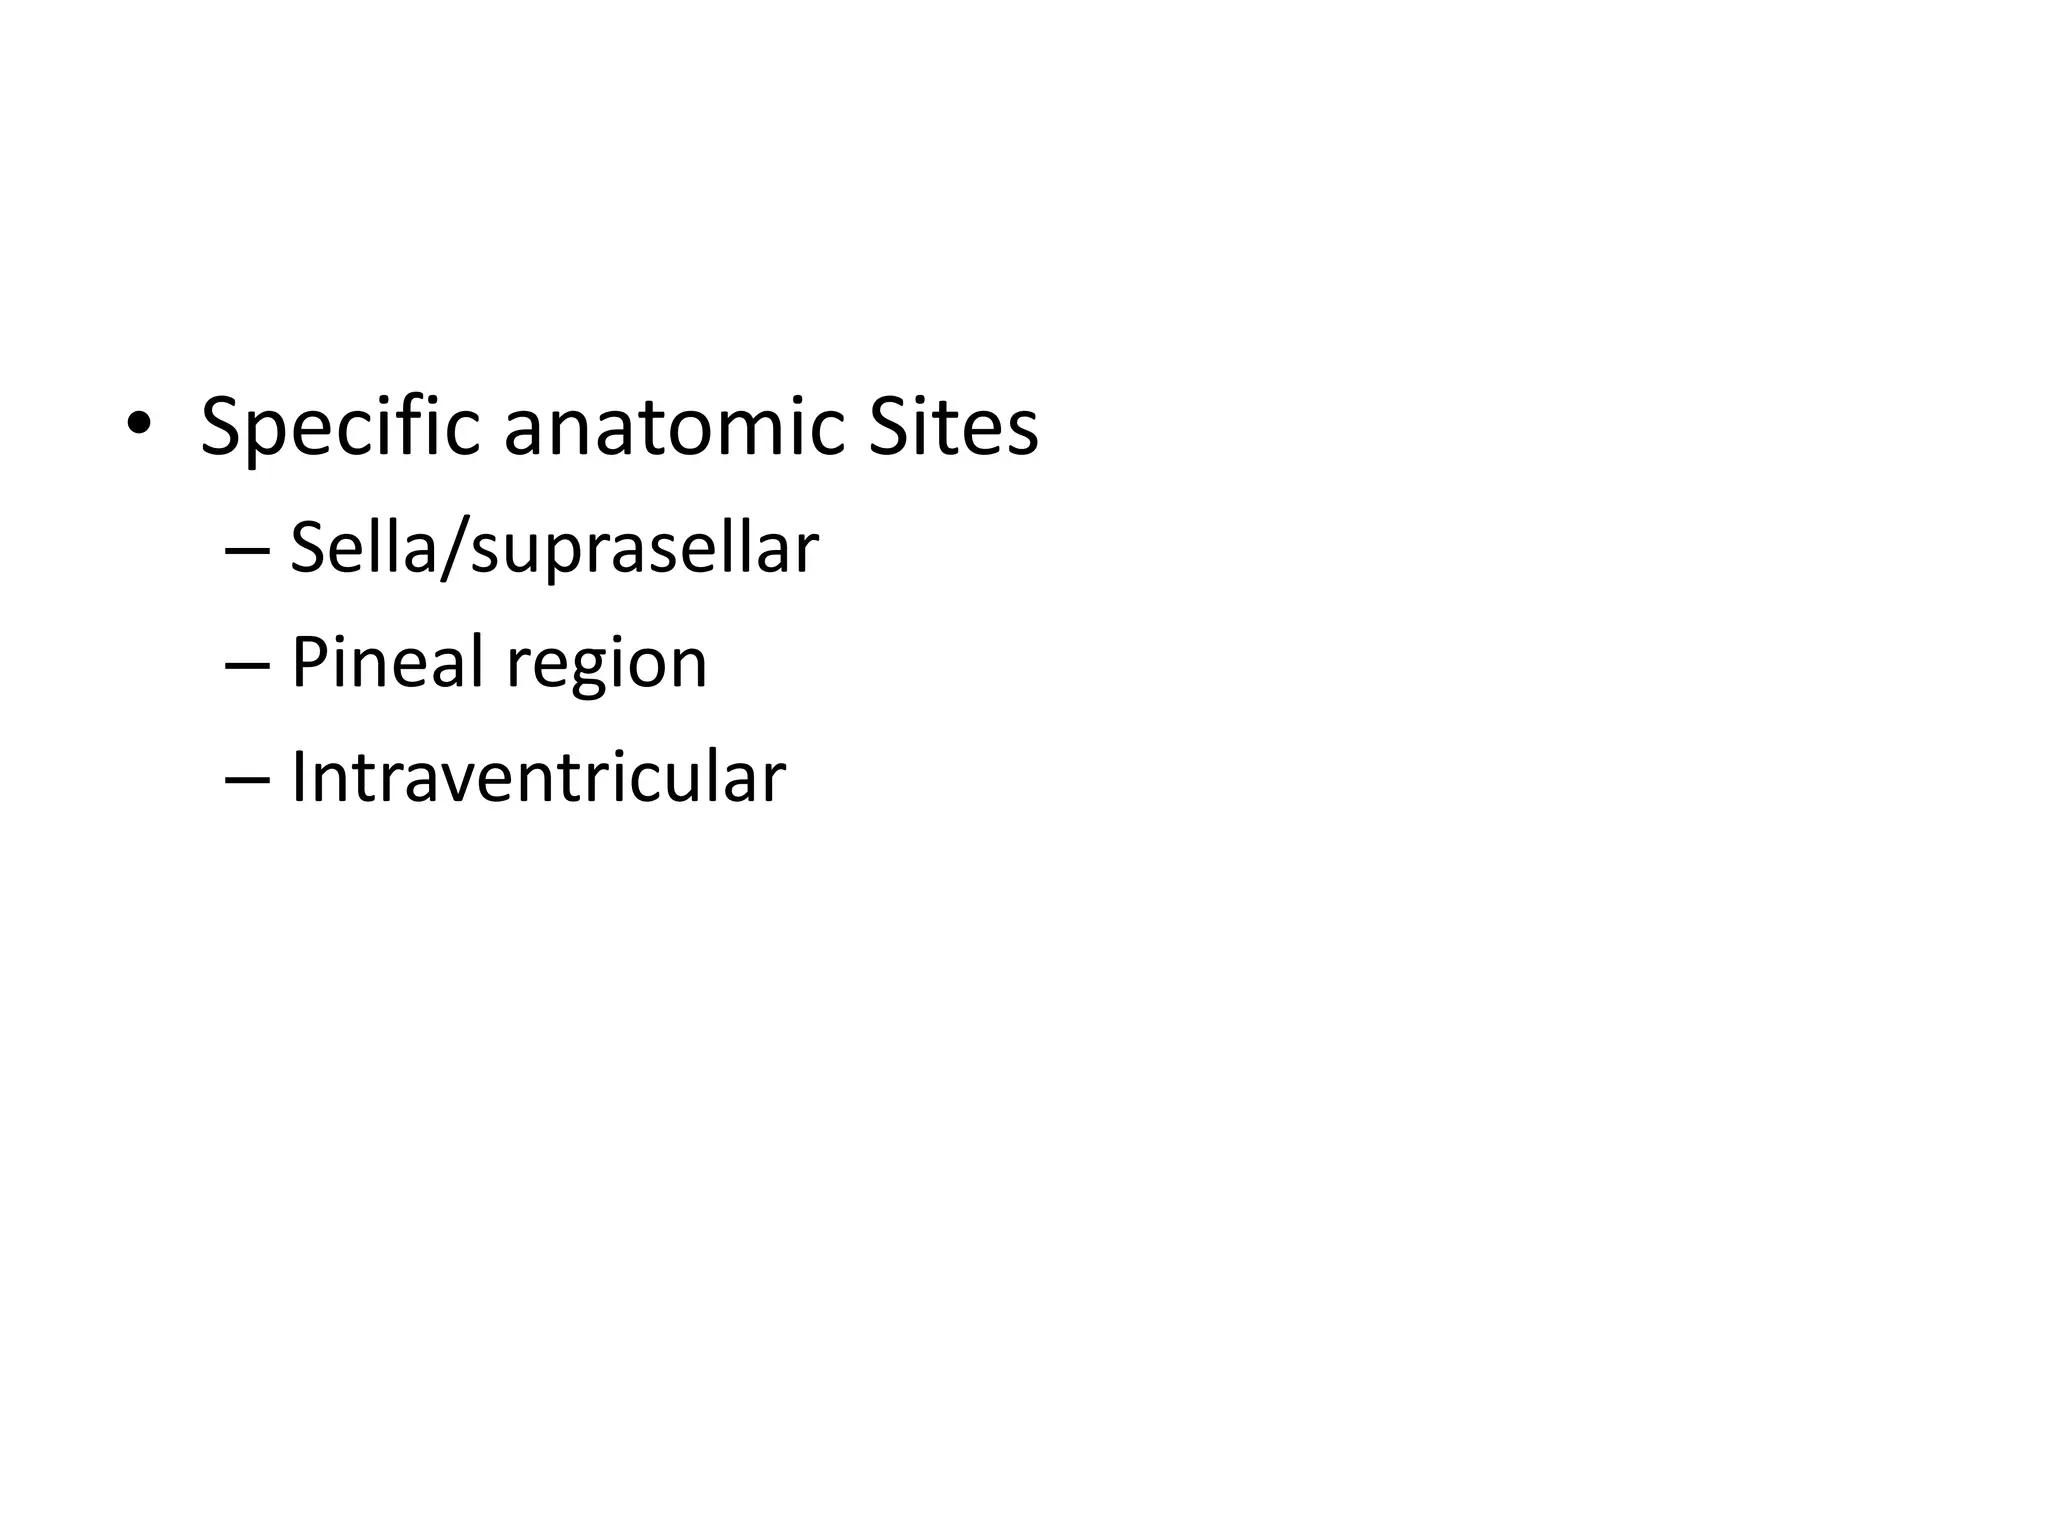 • Specific anatomic Sites
– Sella/suprasellar
– Pineal region
– Intraventricular